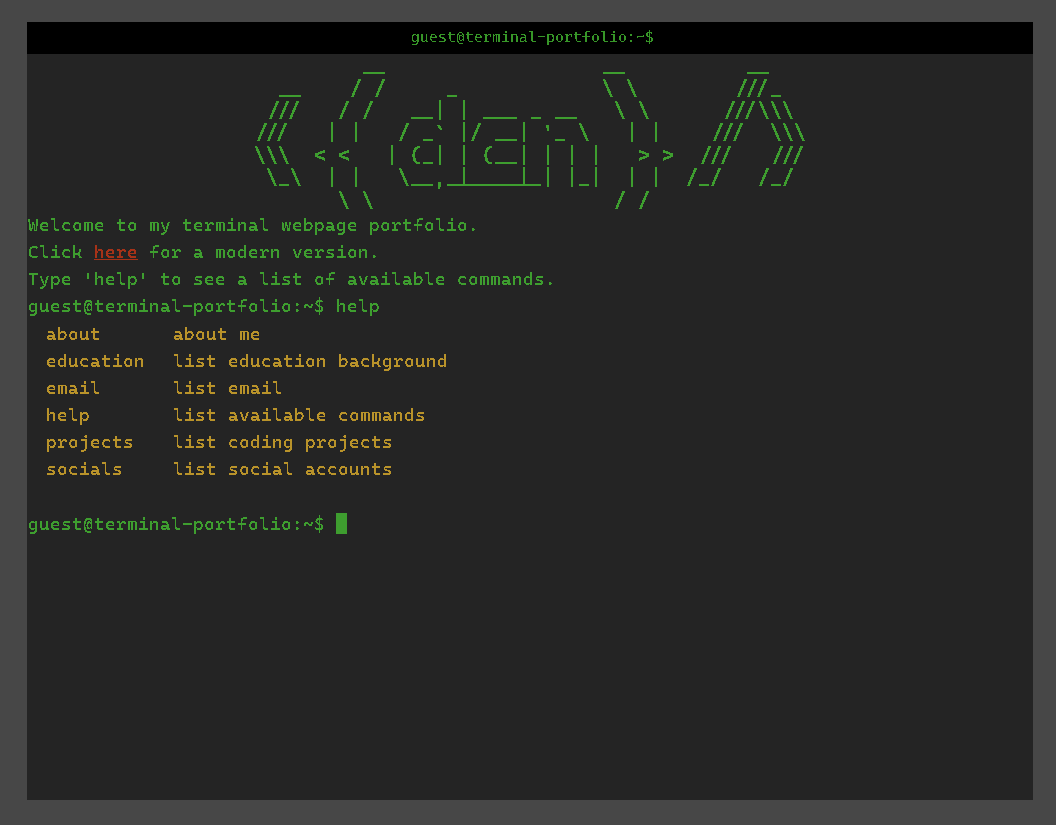 guest@terminal-portfolio:~$
Welcome to my terminal webpage portfolio.
Click here for a modern version.
Type 'help' to see a list of available commands.
guest@terminal-portfolio:~$ help
about about me
education list education background
email list email
help list available commands
projects list coding projects
socials list social accounts
guest@terminal-portfolio:~$